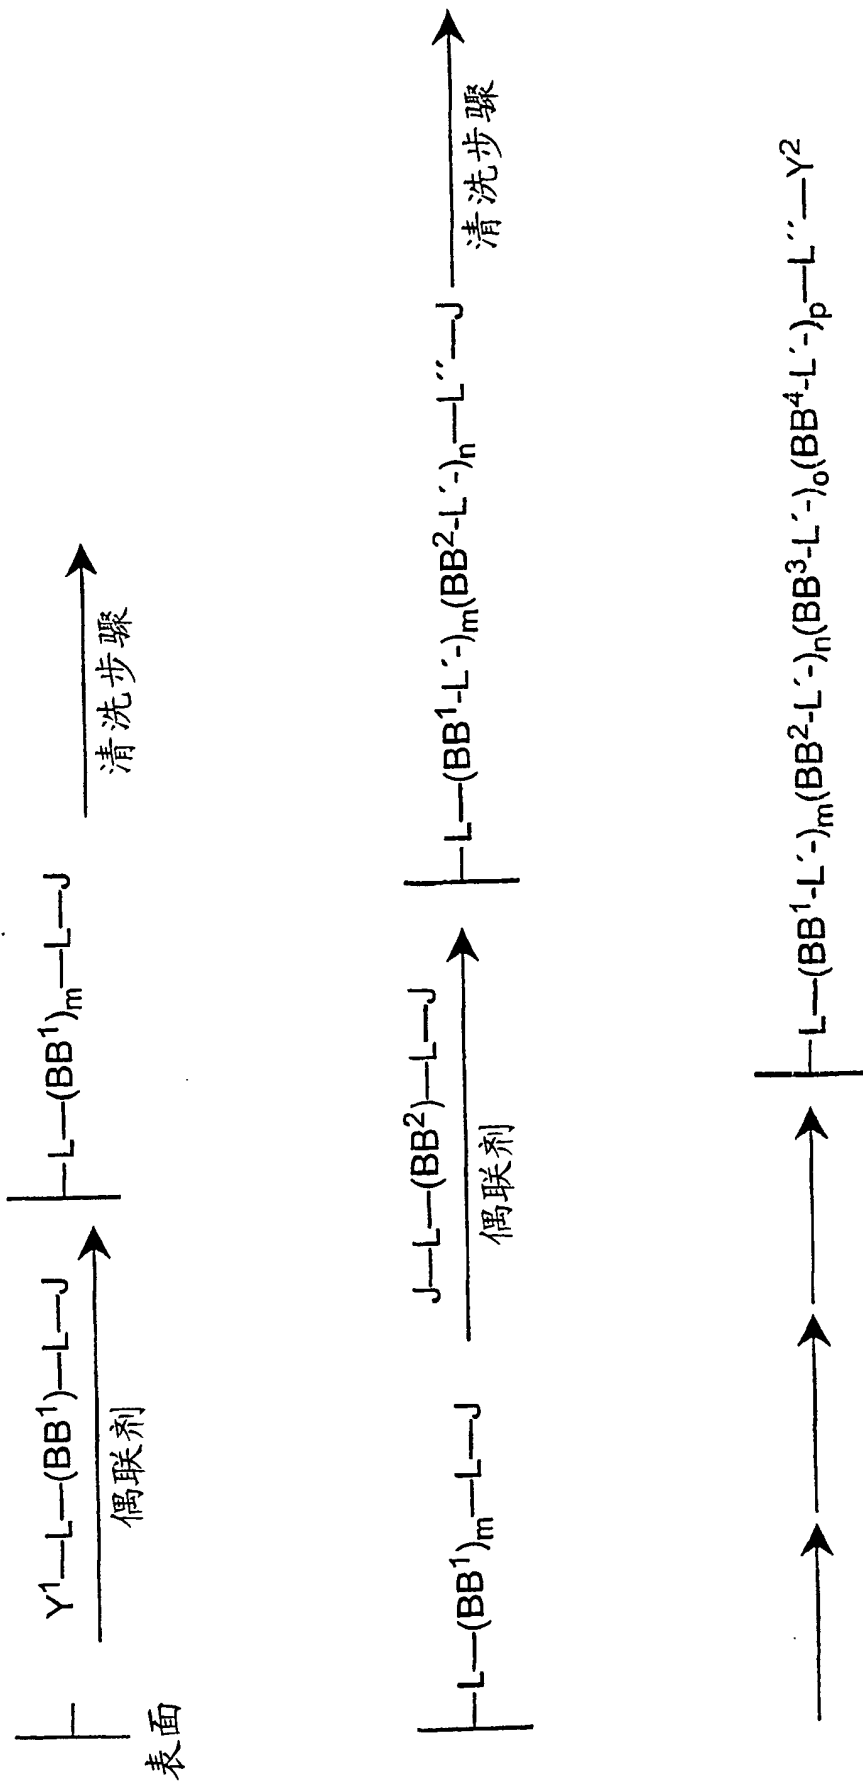 表面
Y1—L—(BB1)—L—J
偶联剂
L—(BB1)m—L—J
清洗步骤
L—(BB1)m—L—J
J—L—(BB2)—L—J
偶联剂
L—(BB1-L´-)m(BB2-L´-)n—L´´—J
清洗步骤
L—(BB1-L´-)m(BB2-L´-)n(BB3-L´-)o(BB4-L´-)p—L´´—Y2